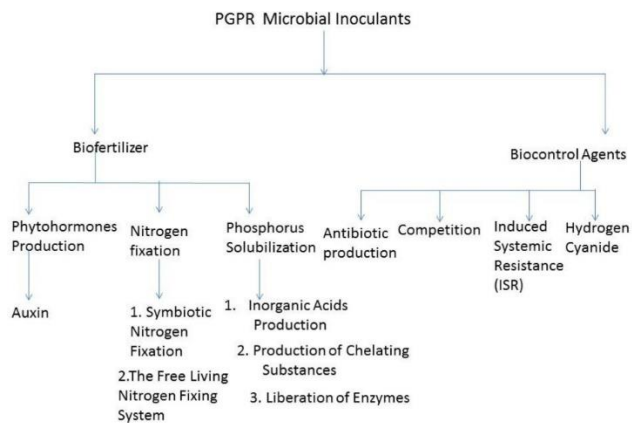 PGPR Microbial Inoculants
Biofertilizer
Biocontrol Agents
Phytohormones
Production
Nitrogen
fixation
Phosphorus
Solubilization
Antibiotic
production
Competition
Induced
Systemic
Resistance
(ISR)
Hydrogen
Cyanide
Auxin
1. Symbiotic
Nitrogen
Fixation
2.The Free Living
Nitrogen Fixing
System
1. Inorganic Acids
Production
2. Production of Chelating
Substances
3. Liberation of Enzymes